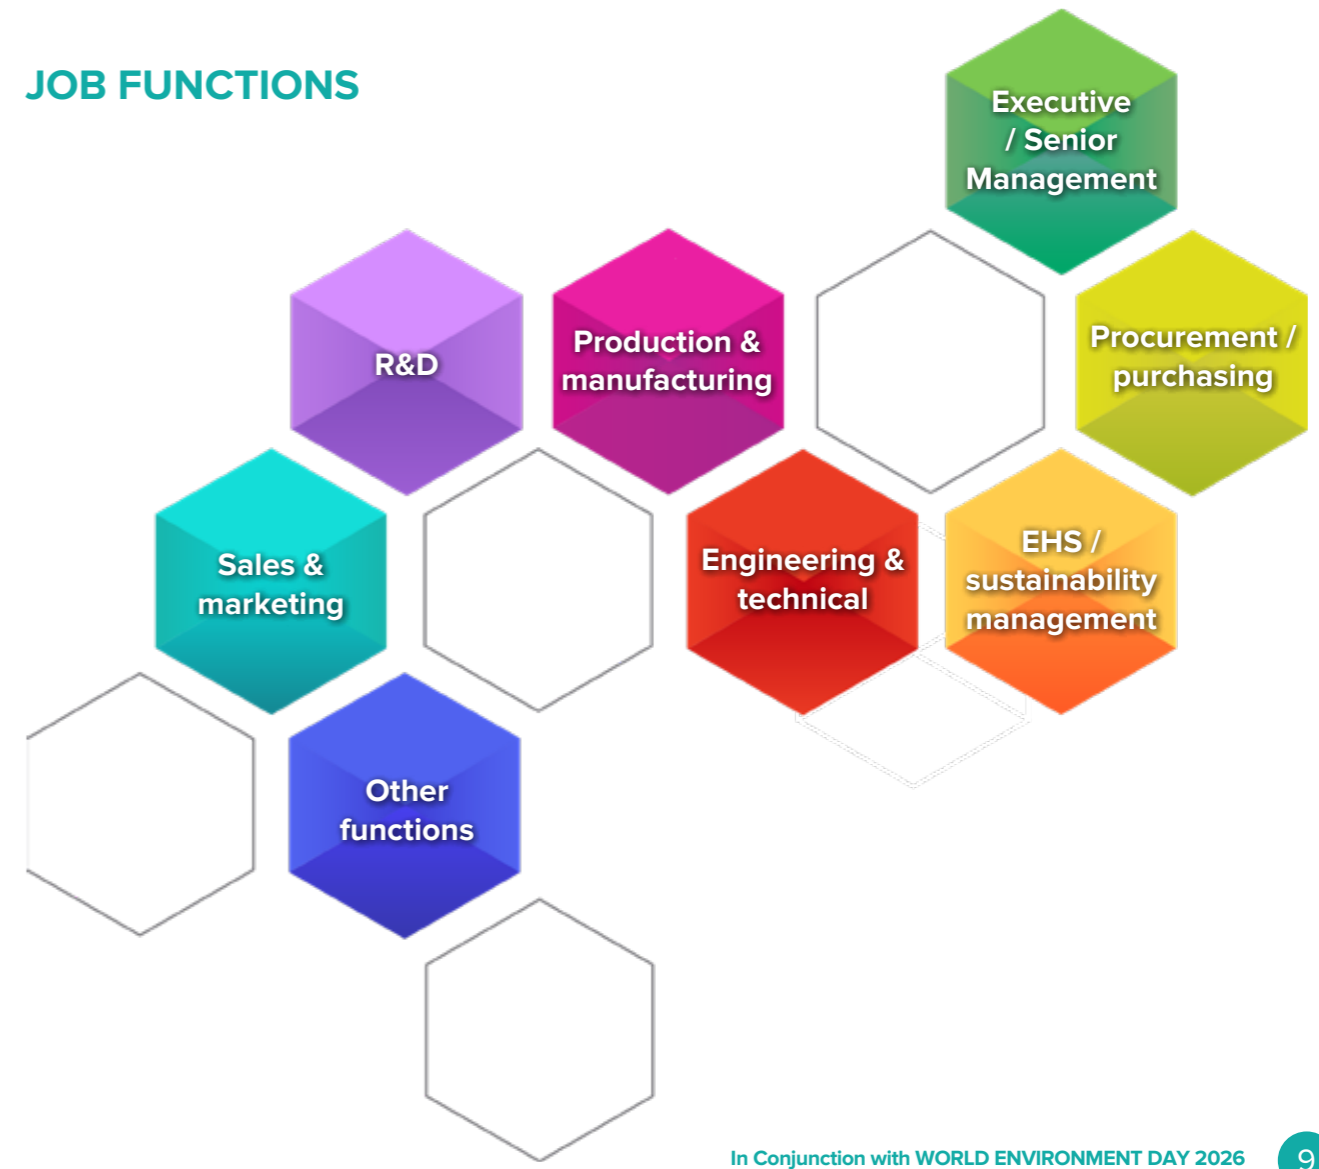 JOB FUNCTIONS
Executive
/ Senior
Management
R&D
Production &
manufacturing
Procurement /
purchasing
Sales &
marketing
Engineering &
technical
EHS /
sustainability
management
Other
functions
In Conjunction with WORLD ENVIRONMENT DAY 2026
9